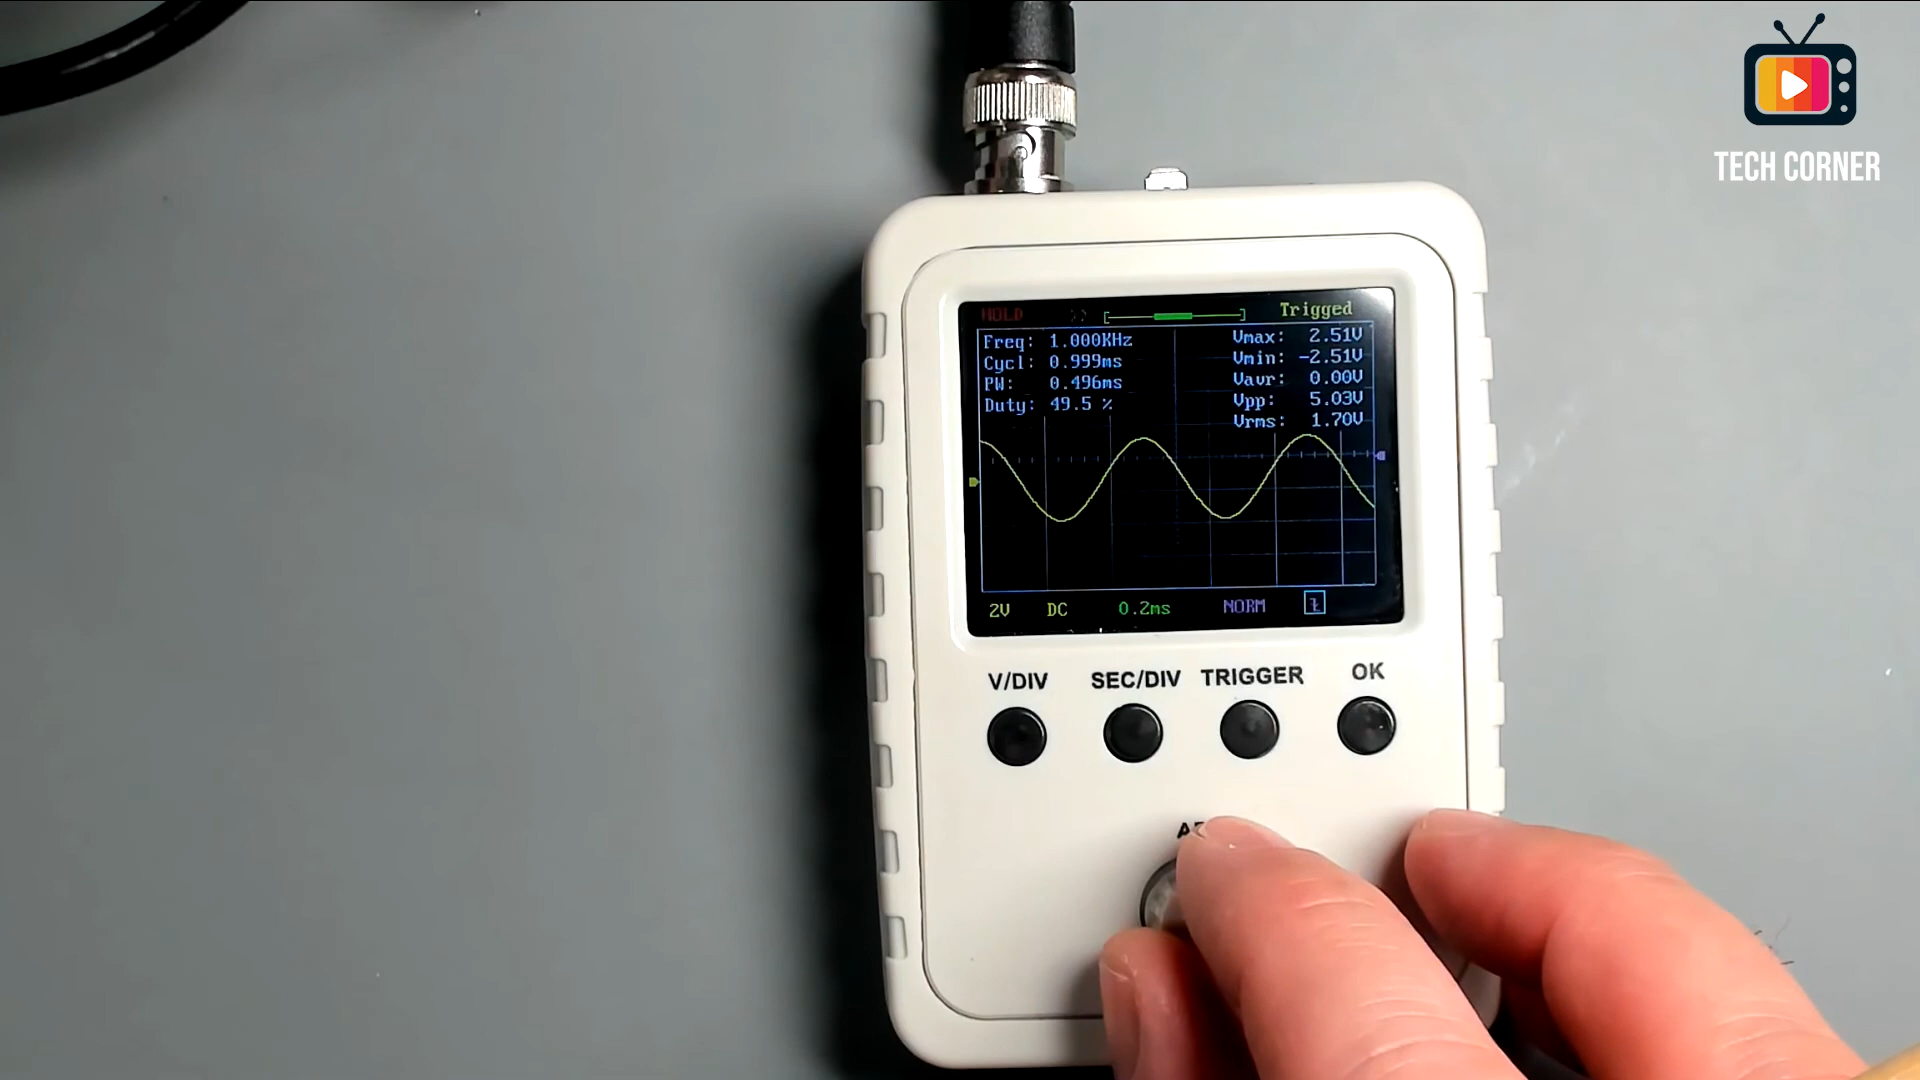 TECH CORNER
HOLD >> Trigged
Freq: 1.000KHz
Cycl: 0.999ms
PW: 0.496ms
Duty: 49.5 %
Vmax: 2.51V
Vmin: -2.51V
Vavr: 0.00V
Vpp: 5.03V
Vrms: 1.70V
2V DC 0.2ms NORM
V/DIV SEC/DIV TRIGGER OK